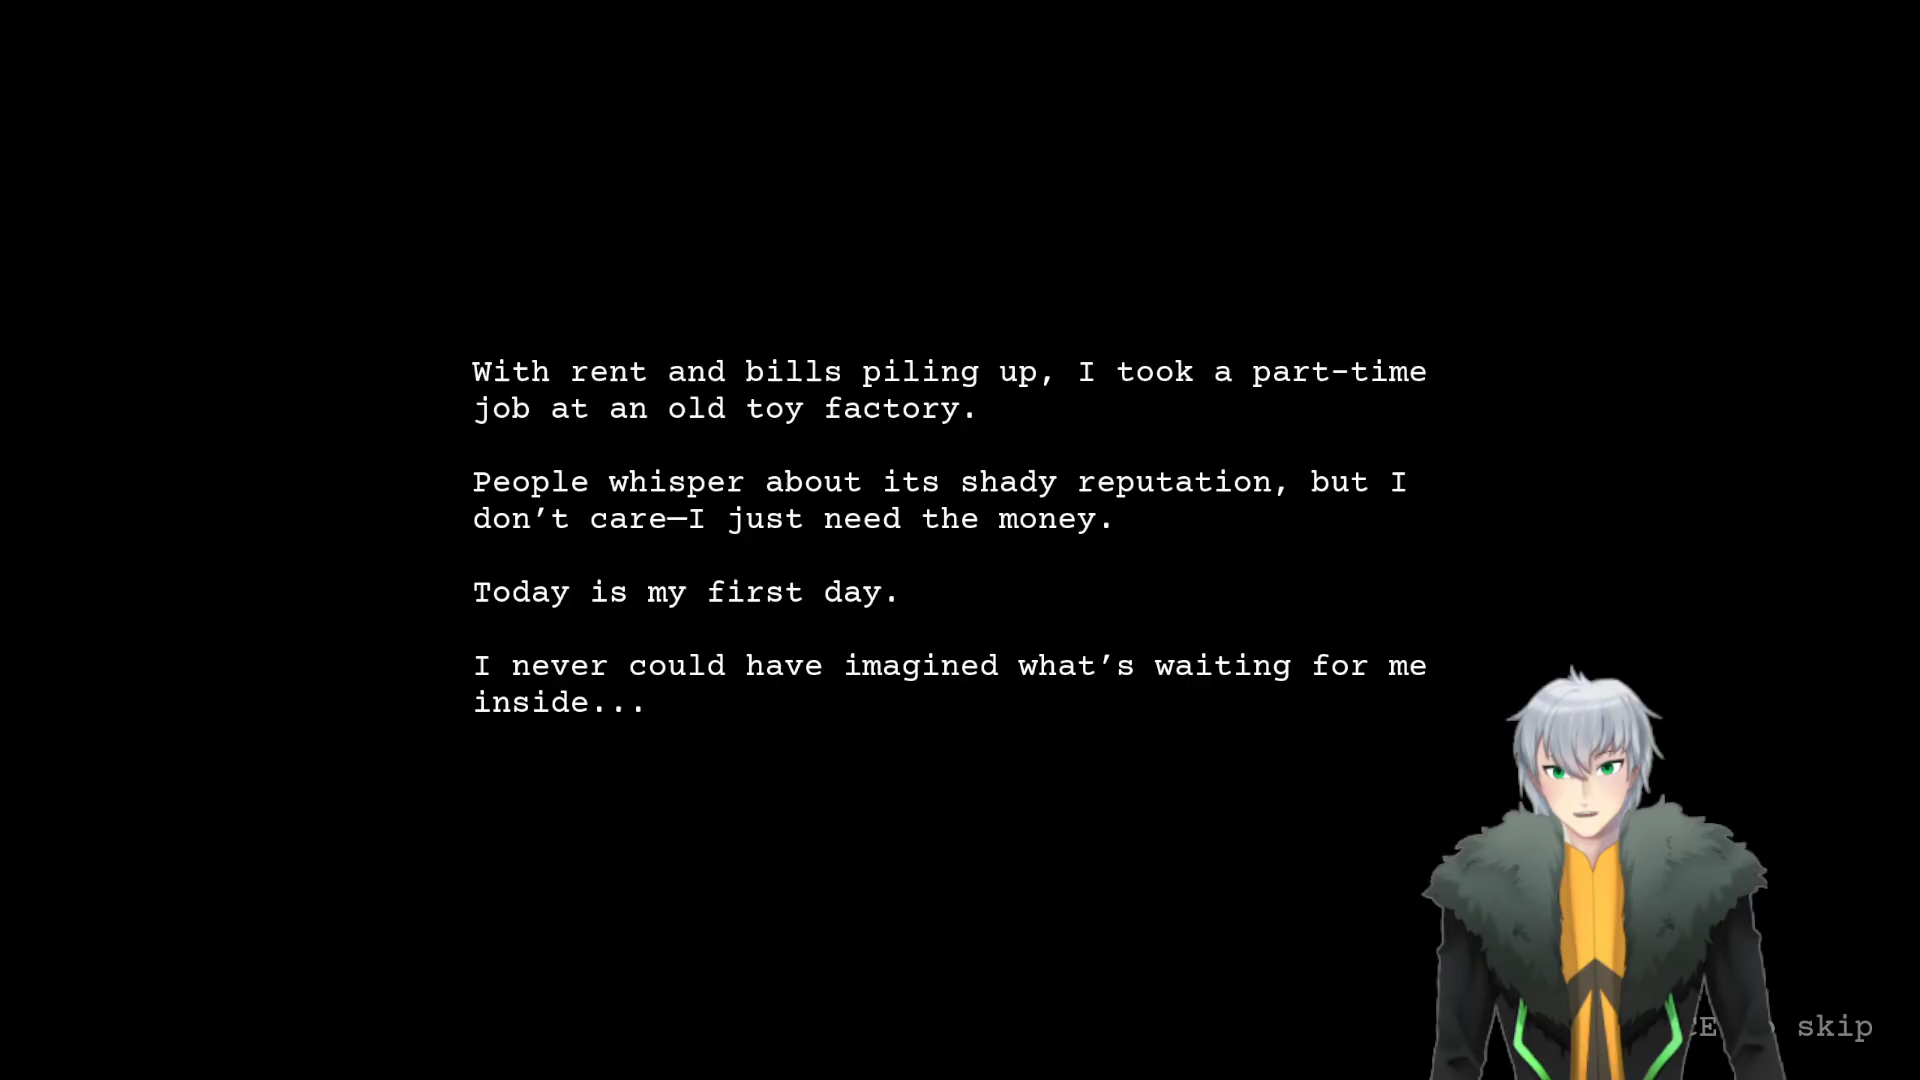 With rent and bills piling up, I took a part-time
job at an old toy factory.
People whisper about its shady reputation, but I
don’t care—I just need the money.
Today is my first day.
I never could have imagined what’s waiting for me
inside...
skip